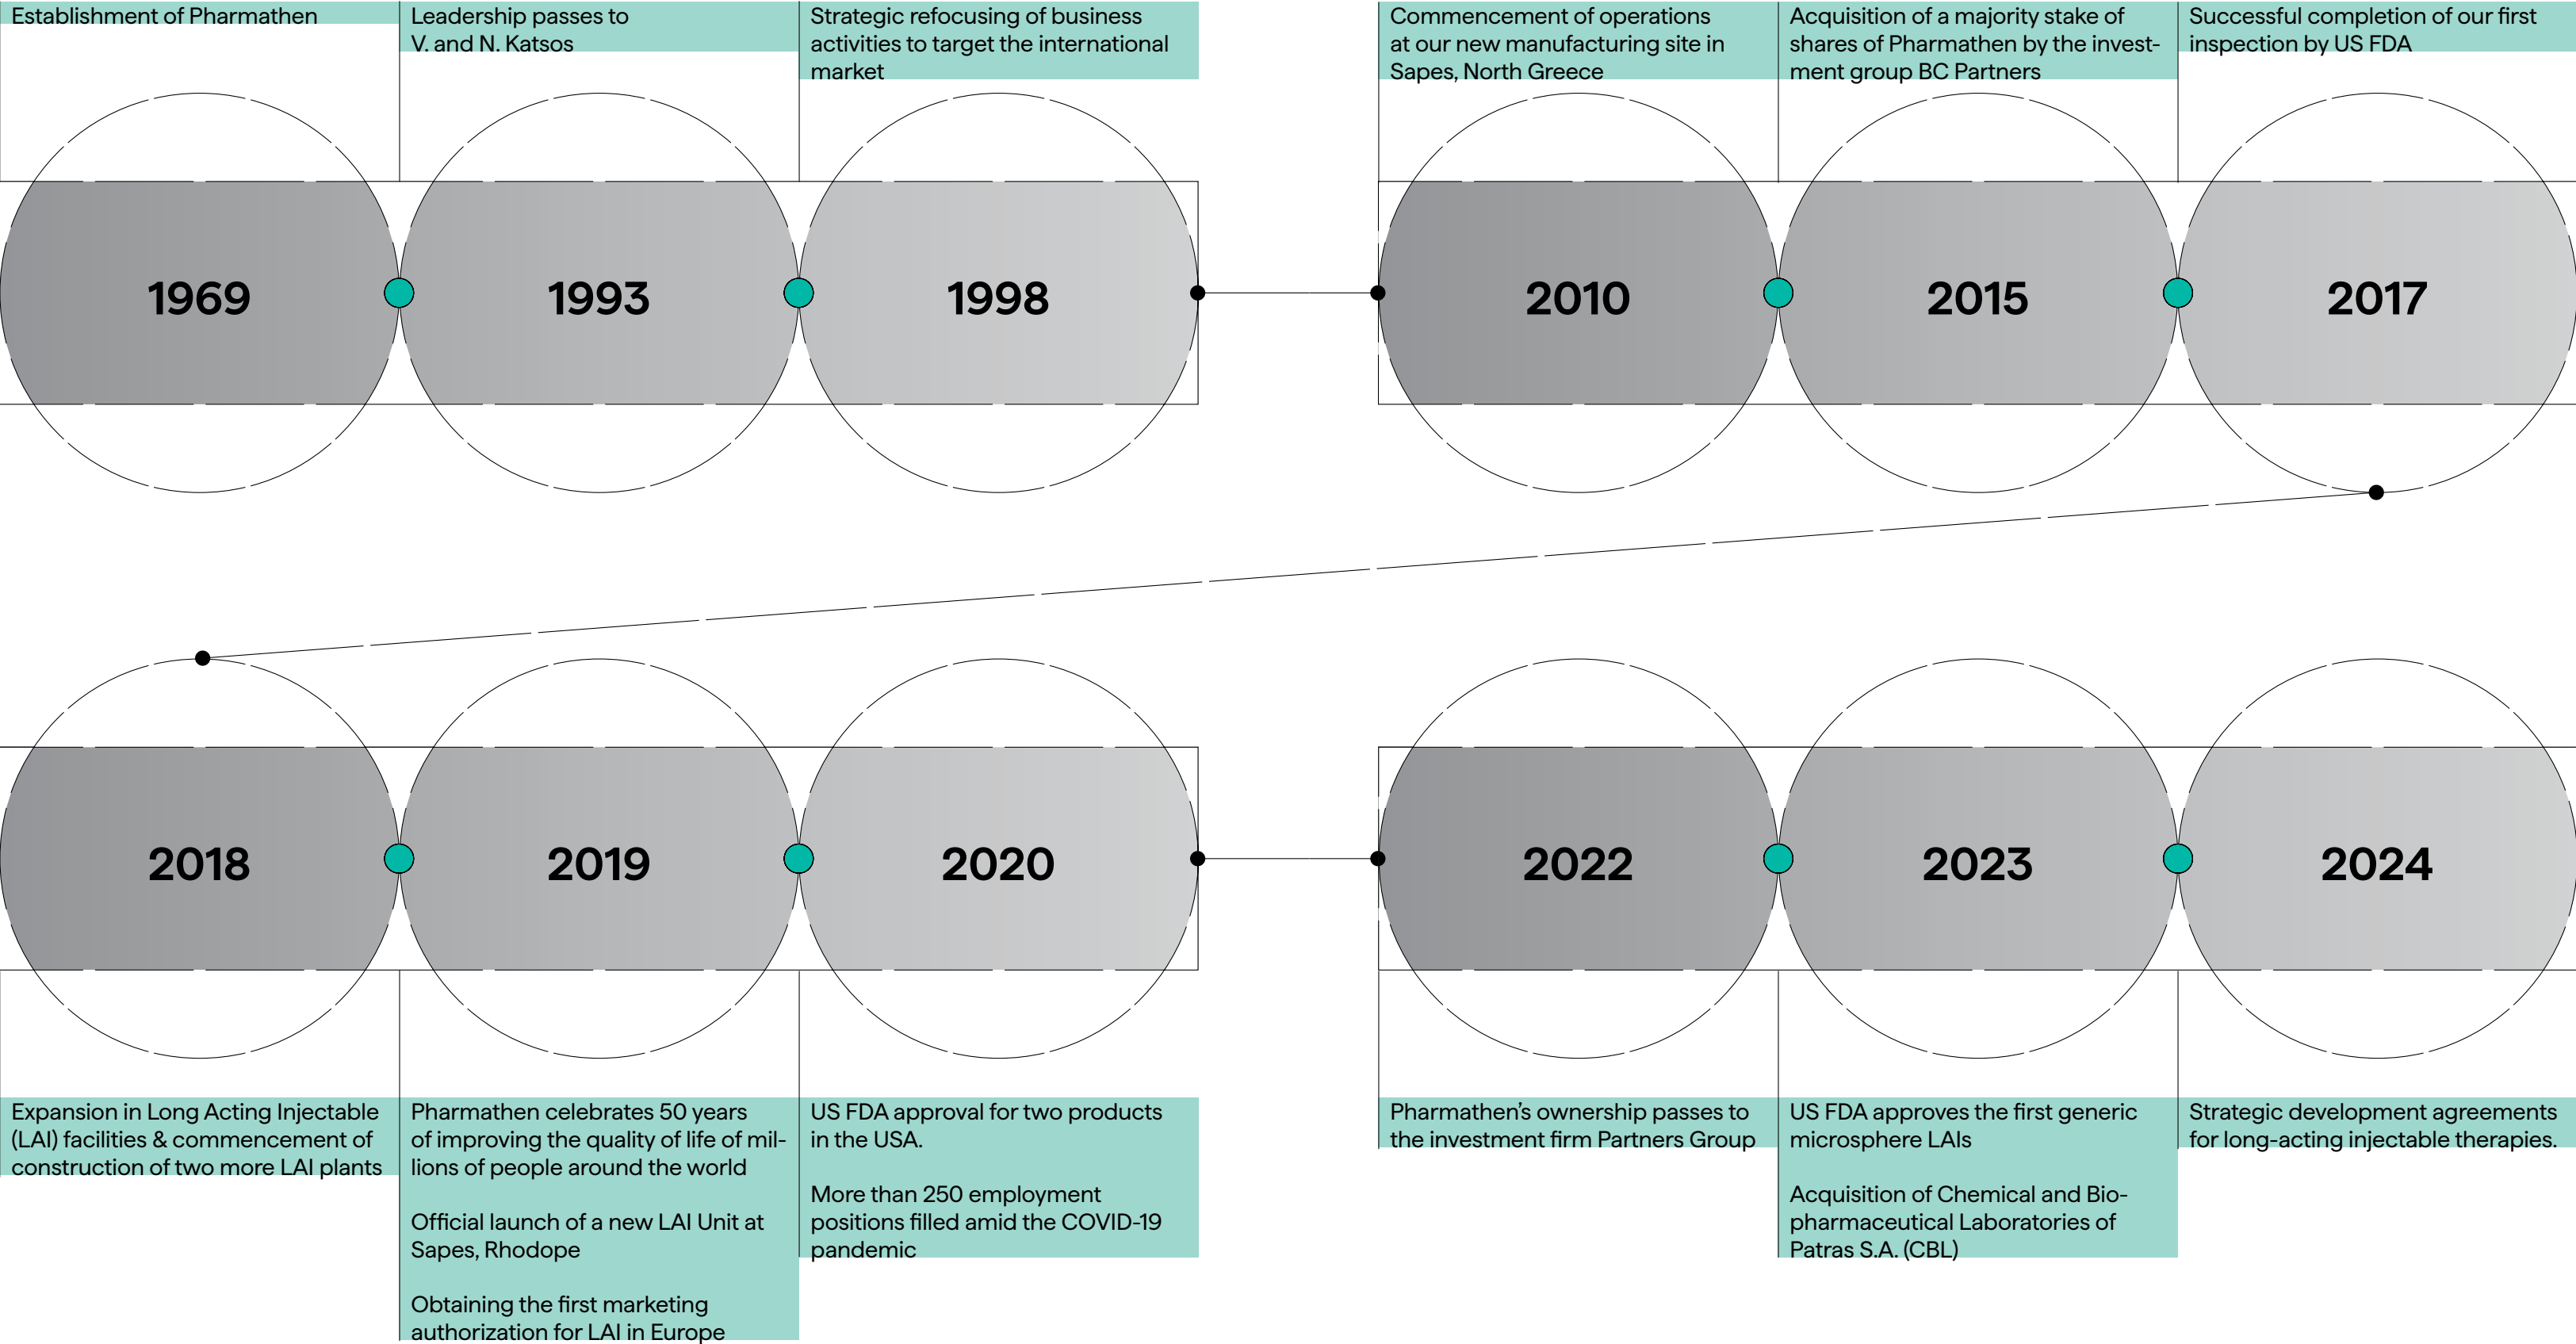 Establishment of Pharmathen
Leadership passes to
V. and N. Katsos
Strategic refocusing of business
activities to target the international
market
Commencement of operations
at our new manufacturing site in
Sapes, North Greece
Acquisition of a majority stake of
shares of Pharmathen by the invest-
ment group BC Partners
Successful completion of our first
inspection by US FDA
1969
1993
1998
2010
2015
2017
2018
2019
2020
2022
2023
2024
Expansion in Long Acting Injectable
(LAI) facilities & commencement of
construction of two more LAI plants
Pharmathen celebrates 50 years
of improving the quality of life of mil-
lions of people around the world
Official launch of a new LAI Unit at
Sapes, Rhodope
Obtaining the first marketing
authorization for LAI in Europe
US FDA approval for two products
in the USA.
More than 250 employment
positions filled amid the COVID-19
pandemic
Pharmathen’s ownership passes to
the investment firm Partners Group
US FDA approves the first generic
microsphere LAIs
Acquisition of Chemical and Bio-
pharmaceutical Laboratories of
Patras S.A. (CBL)
Strategic development agreements
for long-acting injectable therapies.